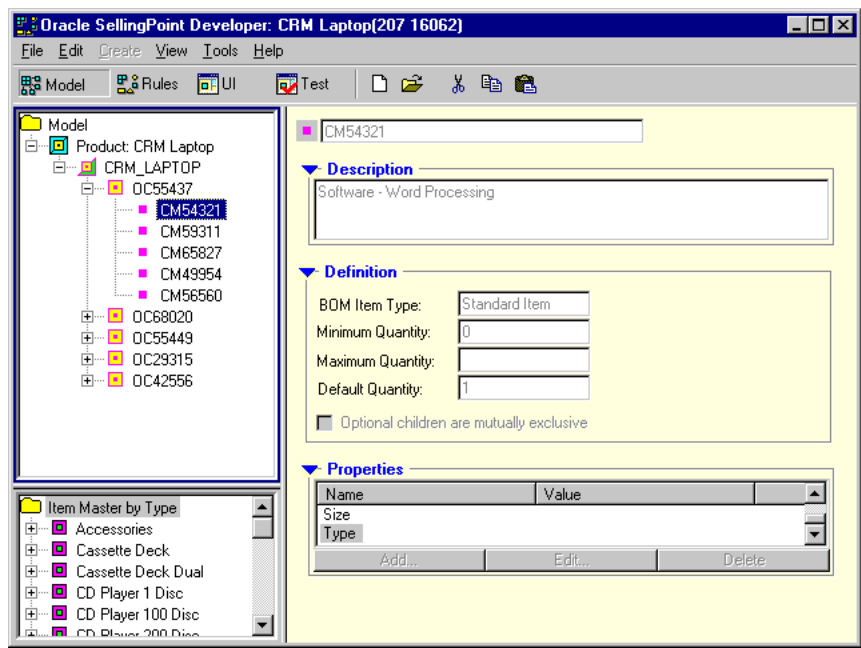 Oracle SellingPoint Developer: CRM Laptop(207 16062)
File Edit Create View Tools Help
Model Rules UI Test
Model
Product: CRM Laptop
CRM_LAPTOP
OC55437
CM54321
CM59311
CM65827
CM49954
CM56560
OC68020
OC55449
OC29315
OC42556
Item Master by Type
Accessories
Cassette Deck
Cassette Deck Dual
CD Player 1 Disc
CD Player 100 Disc
CD Player 200 Disc
CM54321
Description
Software - Word Processing
Definition
BOM Item Type: Standard Item
Minimum Quantity: 0
Maximum Quantity:
Default Quantity: 1
Optional children are mutually exclusive
Properties
Name Value
Size
Type
Add... Edit... Delete